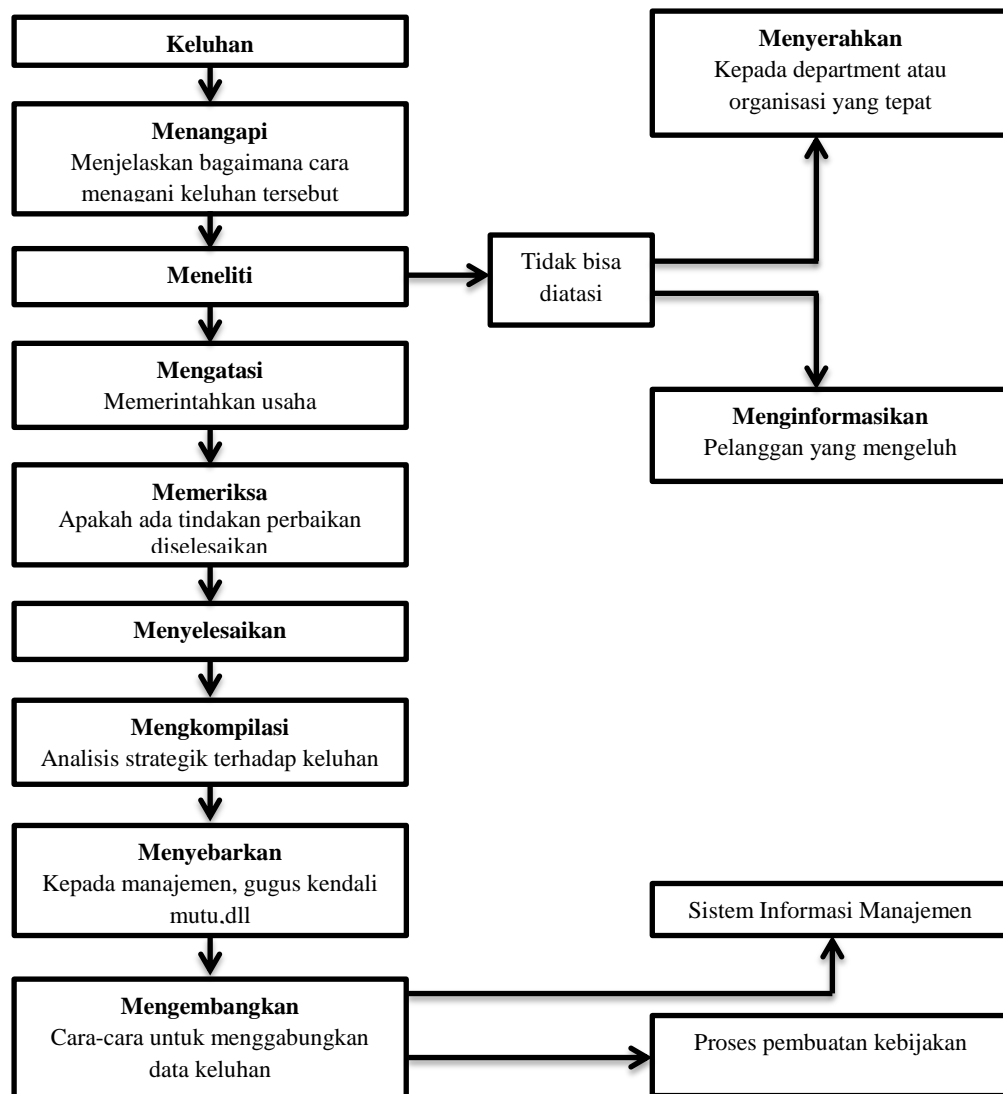 Keluhan
Menangapi
Menjelaskan bagaimana cara
menagani keluhan tersebut
Meneliti
Tidak bisa
diatasi
Menyerahkan
Kepada department atau
organisasi yang tepat
Menginformasikan
Pelanggan yang mengeluh
Mengatasi
Memerintahkan usaha
Memeriksa
Apakah ada tindakan perbaikan
diselesaikan
Menyelesaikan
Mengkompilasi
Analisis strategik terhadap keluhan
Menyebarkan
Kepada manajemen, gugus kendali
mutu,dll
Mengembangkan
Cara-cara untuk menggabungkan
data keluhan
Sistem Informasi Manajemen
Proses pembuatan kebijakan